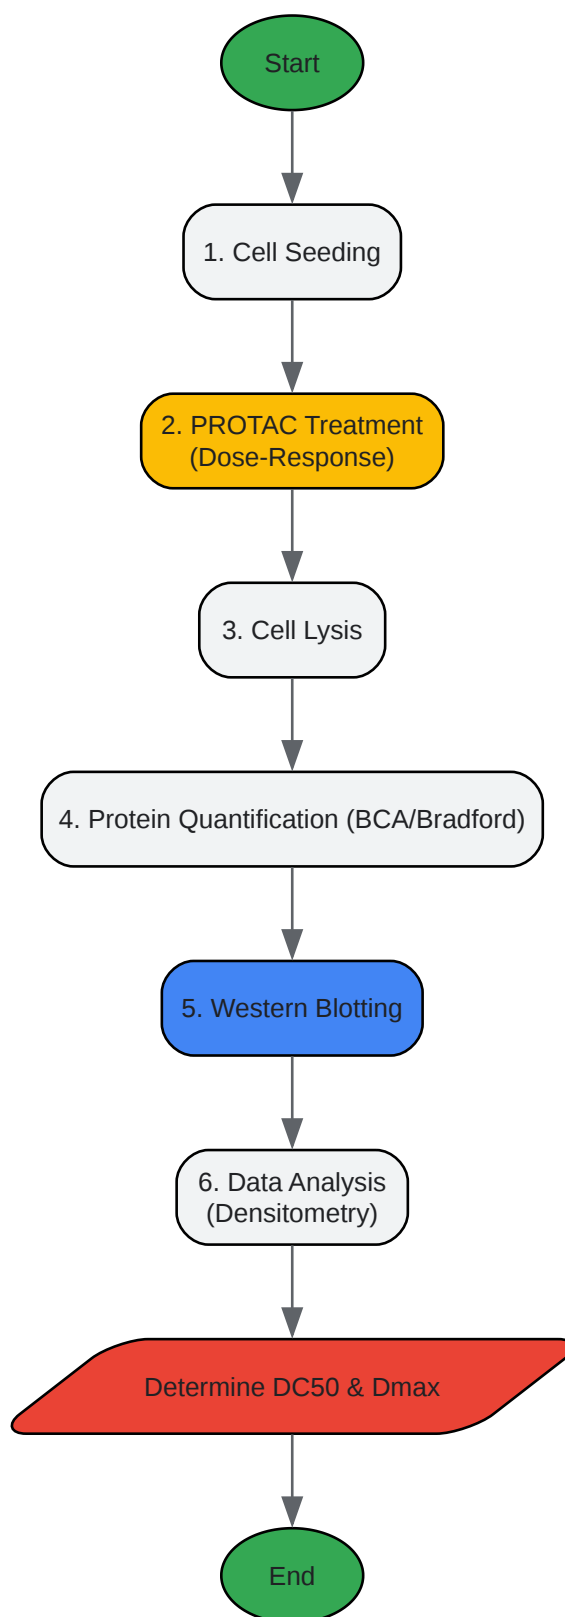 Start
1. Cell Seeding
2. PROTAC Treatment
(Dose-Response)
3. Cell Lysis
4. Protein Quantification (BCA/Bradford)
5. Western Blotting
6. Data Analysis
(Densitometry)
Determine DC50 & Dmax
End